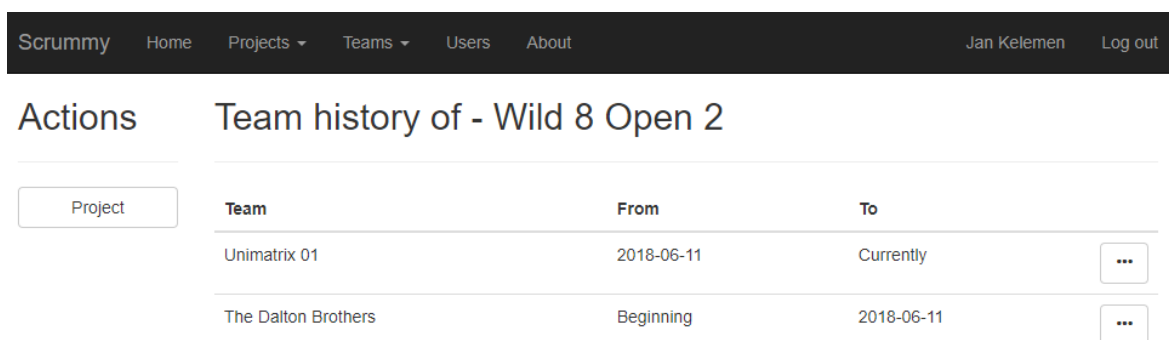 Scrummy Home Projects Teams Users About Jan Kelemen Log out
Actions
Team history of - Wild 8 Open 2
Project
Team From To
Unimatrix 01 2018-06-11 Currently •••
The Dalton Brothers Beginning 2018-06-11 •••